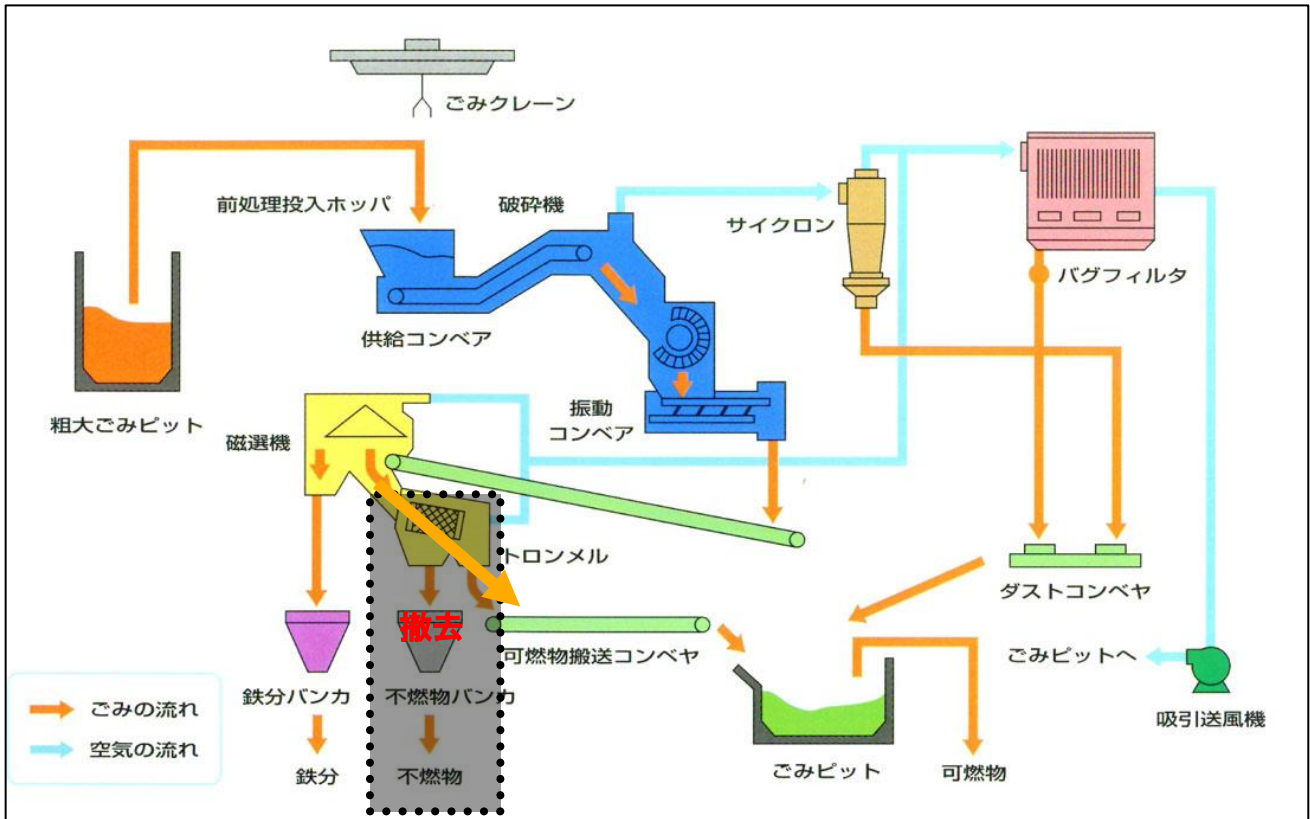 ごみクレーン
前処理投入ホッパ
破砕機
サイクロン
バグフィルタ
供給コンベア
粗大ごみピット
磁選機
振動
コンベア
トロンメル
ダストコンベヤ
撤去
可燃物搬送コンベヤ
ごみピットへ
鉄分バンカ
不燃物バンカ
吸引送風機
ごみの流れ
空気の流れ
鉄分
不燃物
ごみピット
可燃物